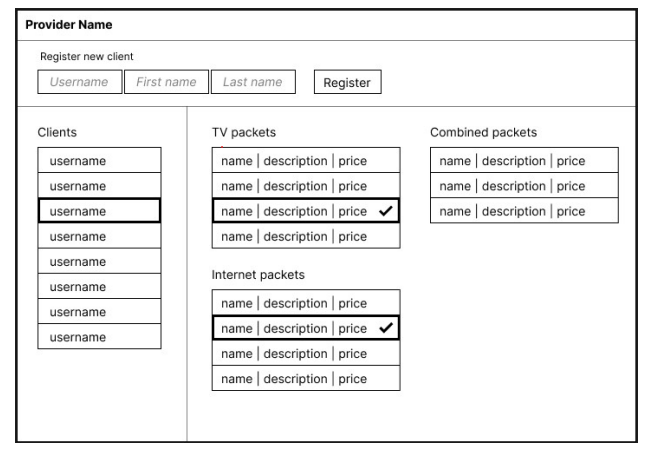 Provider Name
Register new client
Username First name Last name Register
Clients
username
username
username
username
username
username
username
username
TV packets
name | description | price
name | description | price
name | description | price
name | description | price
Internet packets
name | description | price
name | description | price
name | description | price
name | description | price
Combined packets
name | description | price
name | description | price
name | description | price